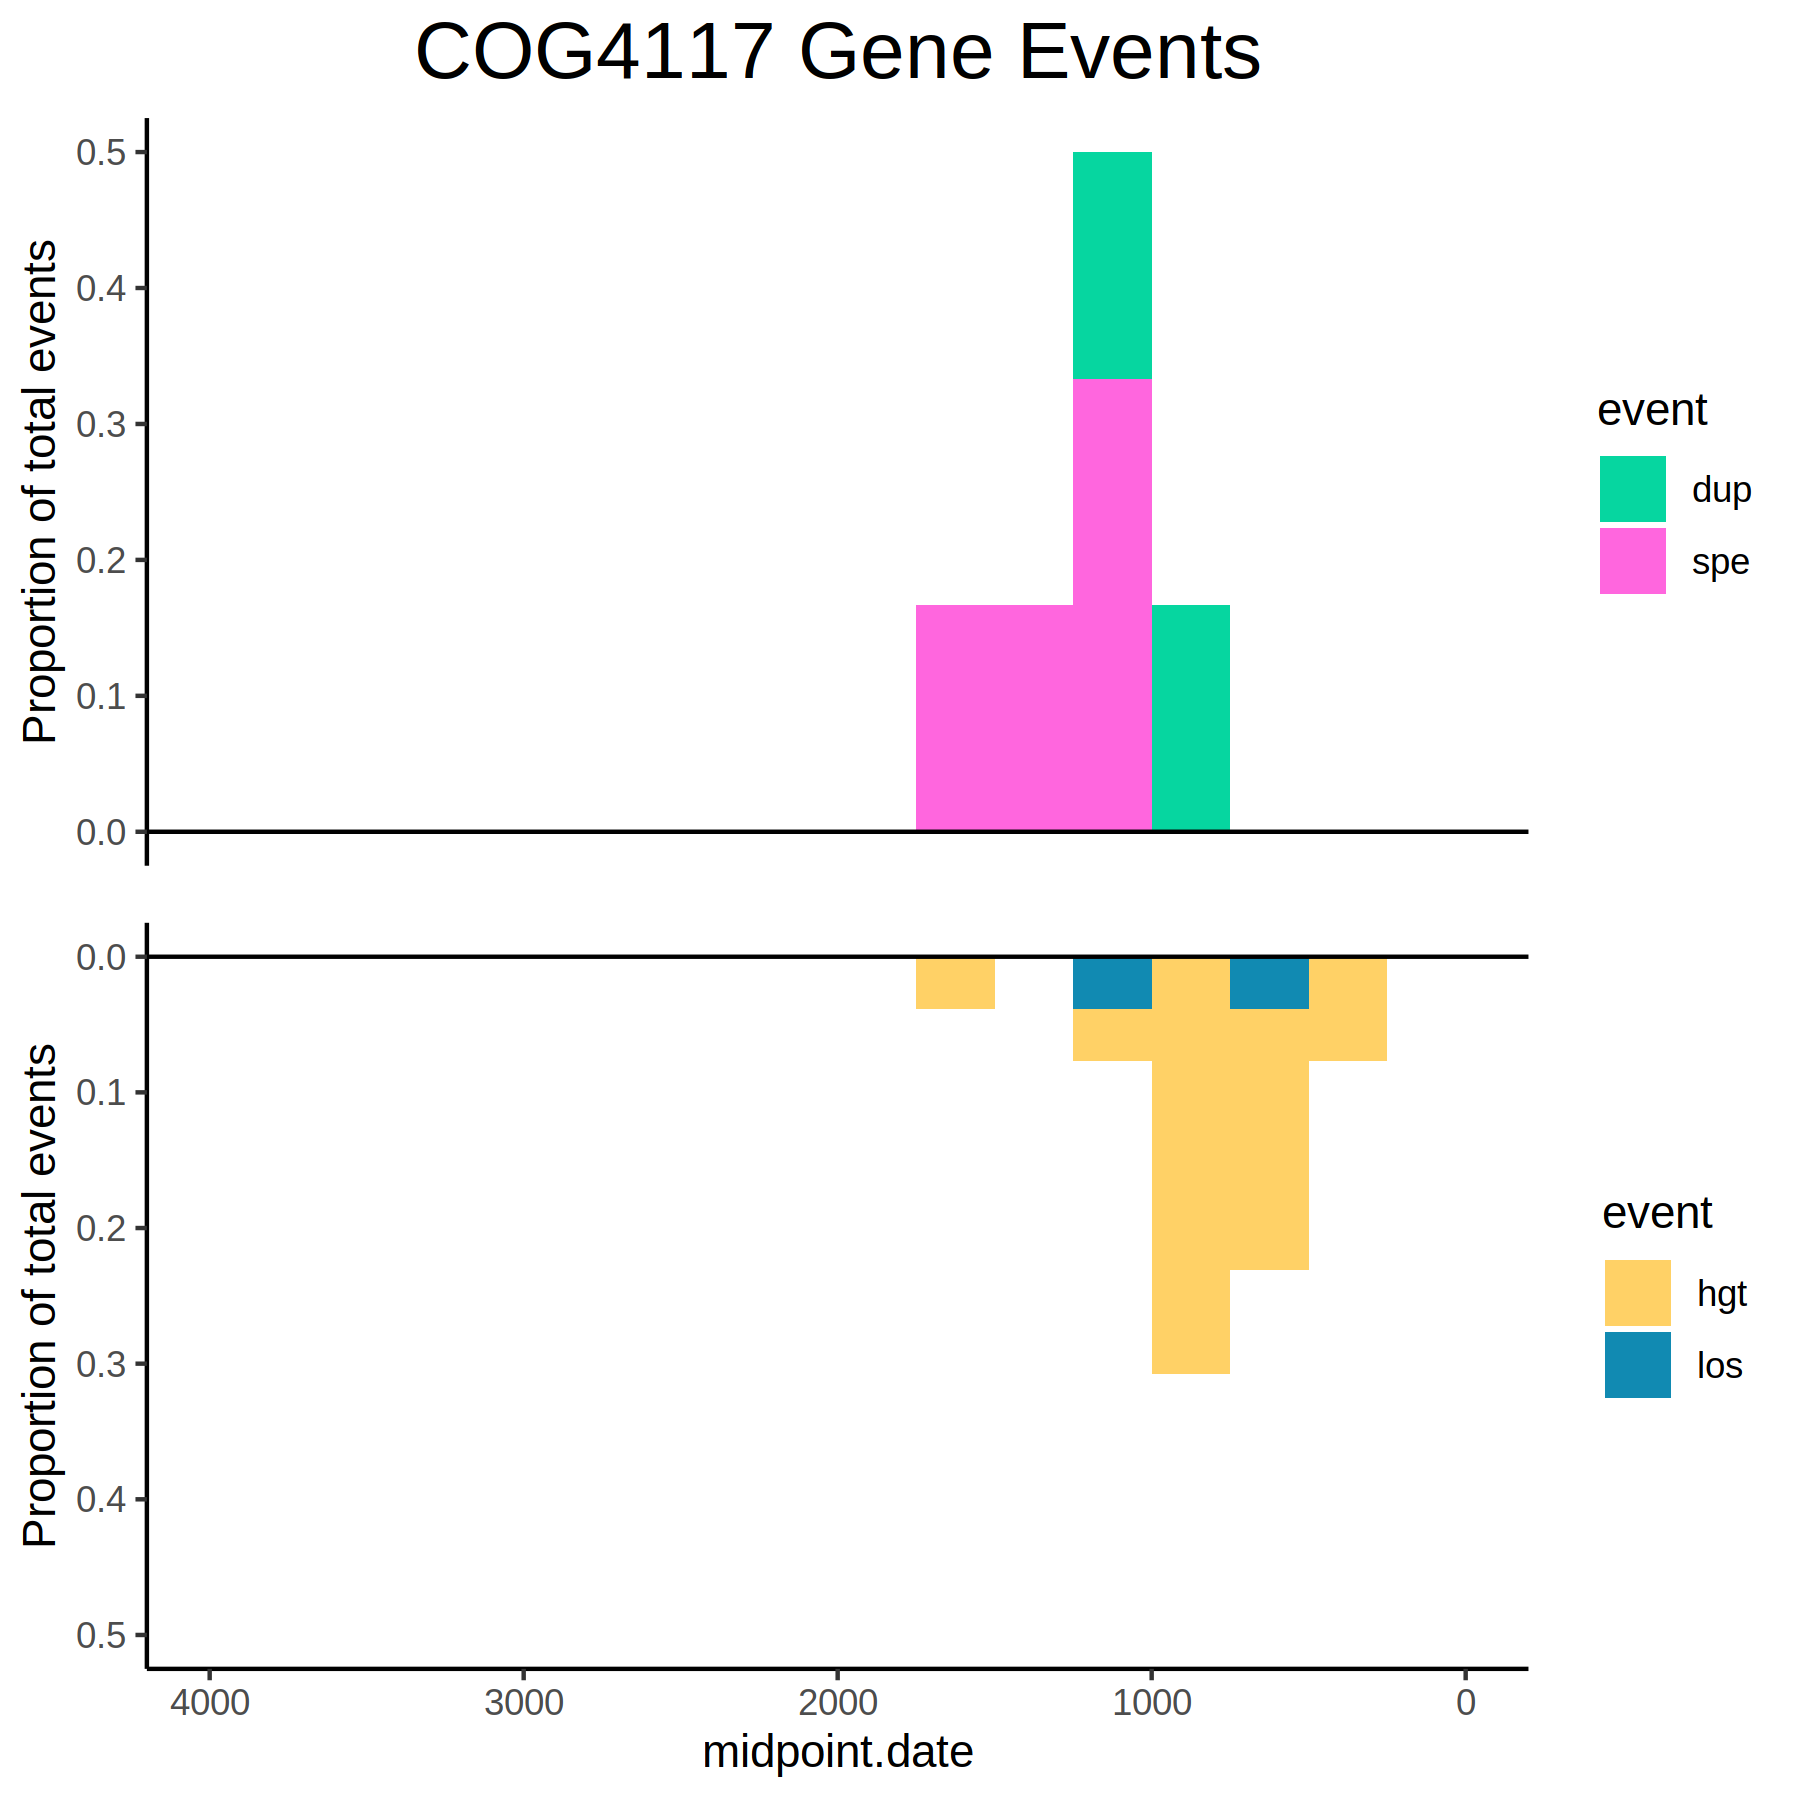 COG4117 Gene Events
Proportion of total events
0.5
0.4
0.3
0.2
0.1
0.0
event
dup
spe
Proportion of total events
0.0
0.1
0.2
0.3
0.4
0.5
event
hgt
los
4000 3000 2000 1000 0
midpoint.date